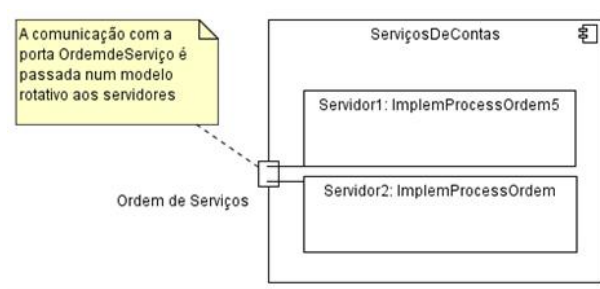 A comunicação com a
porta OrdemdeServiço é
passada num modelo
rotativo aos servidores
ServiçosDeContas
Servidor1: ImplemProcessOrdem5
Ordem de Serviços
Servidor2: ImplemProcessOrdem